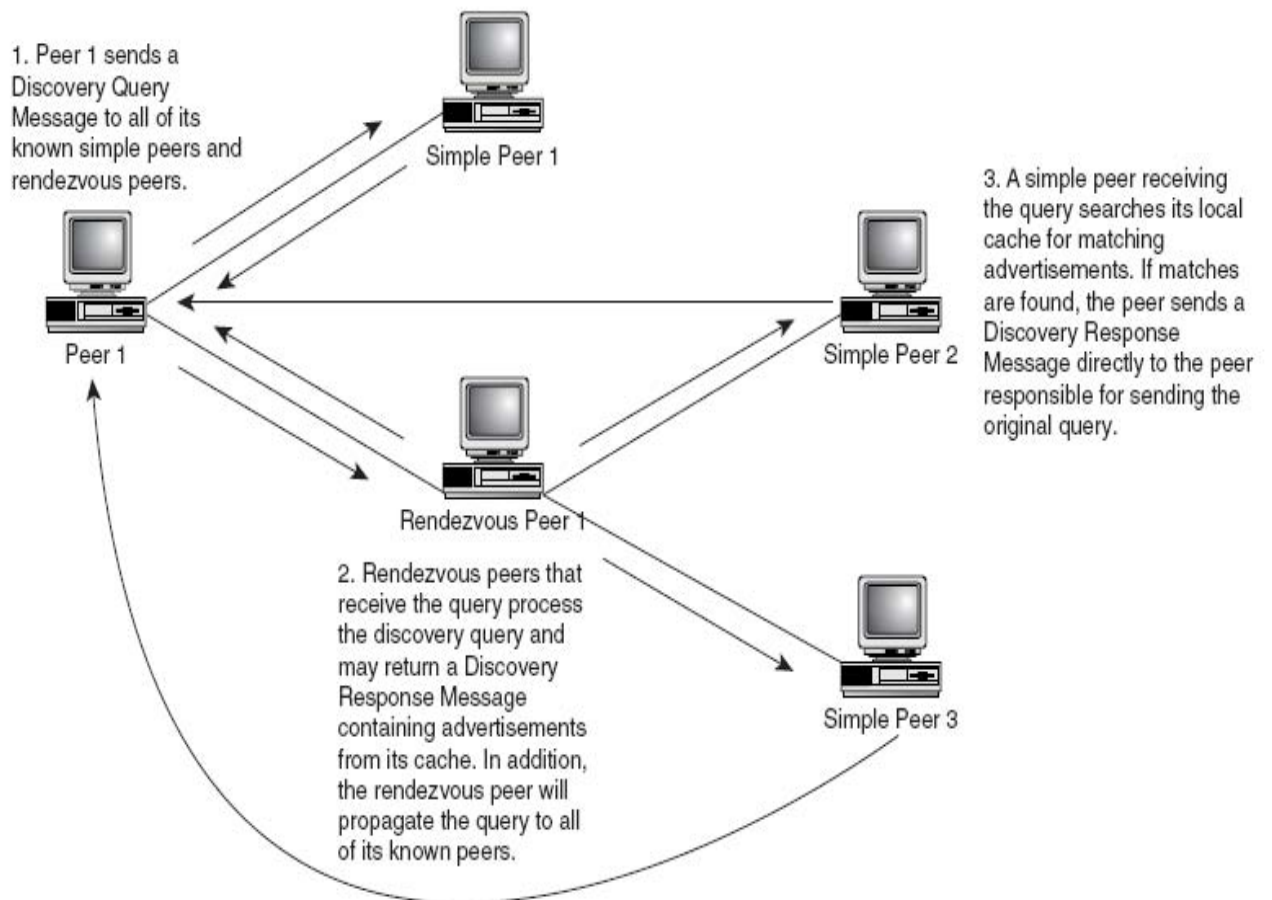 1. Peer 1 sends a
Discovery Query
Message to all of its
known simple peers and
rendezvous peers.
Simple Peer 1
Peer 1
Simple Peer 2
3. A simple peer receiving
the query searches its local
cache for matching
advertisements. If matches
are found, the peer sends a
Discovery Response
Message directly to the peer
responsible for sending the
original query.
Rendezvous Peer 1
2. Rendezvous peers that
receive the query process
the discovery query and
may return a Discovery
Response Message
containing advertisements
from its cache. In addition,
the rendezvous peer will
propagate the query to all
of its known peers.
Simple Peer 3